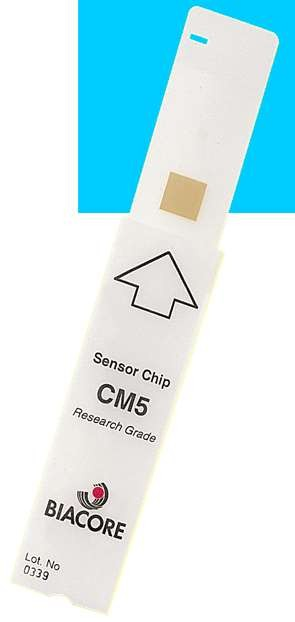 Sensor Chip
CM5
Research Grade
BIACORE
Lot. No
0339